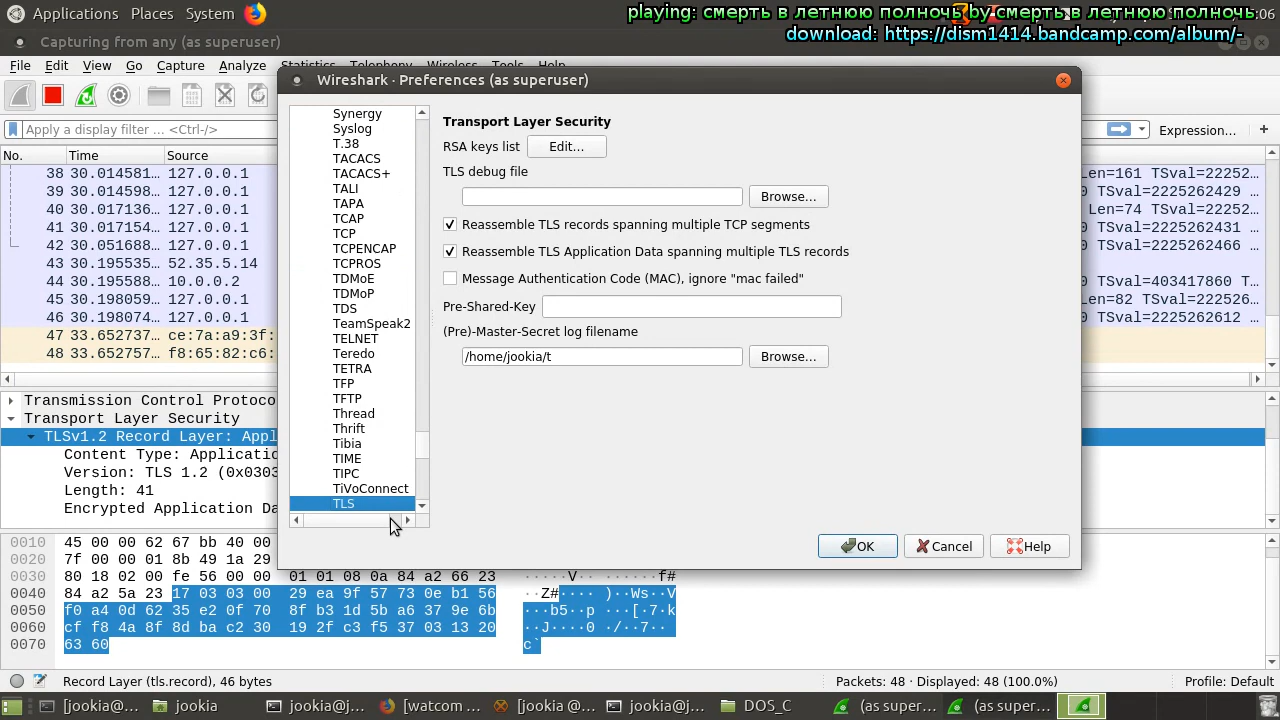 playing: смерть в летнюю полночь by смерть в летнюю полночь
download: https://dism1414.bandcamp.com/album/-
Applications Places System
:06
Capturing from any (as superuser)
File Edit View Go Capture Analyze Statistics Telephony Wireless Tools Help
Apply a display filter ... <Ctrl-/>
Expression... +
No. Time Source
38 30.014581... 127.0.0.1 Len=161 TSval=22252...
39 30.014598... 127.0.0.1 0 TSval=2225262429 ...
40 30.017136... 127.0.0.1 Len=74 TSval=222526...
41 30.017154... 127.0.0.1 0 TSval=2225262431 ...
42 30.051688... 127.0.0.1 0 TSval=2225262466 ...
43 30.195535... 52.35.5.14
44 30.195588... 10.0.0.2 0 TSval=403417860 T...
45 30.198059... 127.0.0.1 Len=82 TSval=222526...
46 30.198074... 127.0.0.1 0 TSval=2225262612 ...
47 33.652737... ce:7a:a9:3f:
48 33.652757... f8:65:82:c6:
Transmission Control Protoco
Transport Layer Security
TLSv1.2 Record Layer: Appl
Content Type: Applicatio
Version: TLS 1.2 (0x0303
Length: 41
Encrypted Application Da
0010 45 00 00 62 67 bb 40 00
0020 7f 00 00 01 8b 49 1a 29
0030 80 18 02 00 fe 56 00 00 01 01 08 0a 84 a2 66 23 ·····V·· ······f#
0040 84 a2 5a 23 17 03 03 00 29 ea 9f 57 73 0e b1 56 ··Z#···· )··Ws··V
0050 f0 a4 0d 62 35 e2 0f 70 8f b3 1d 5b a6 37 9e 6b ···b5··p ···[·7·k
0060 cf f8 4a 8f 8d ba c2 30 19 2f c3 f5 37 03 13 20 ··J····0 ·/··7··
0070 63 60 c`
Record Layer (tls.record), 46 bytes
Packets: 48 · Displayed: 48 (100.0%)
Profile: Default
Wireshark · Preferences (as superuser)
Synergy
Syslog
T.38
TACACS
TACACS+
TALI
TAPA
TCAP
TCP
TCPENCAP
TCPROS
TDMoE
TDMoP
TDS
TeamSpeak2
TELNET
Teredo
TETRA
TFP
TFTP
Thread
Thrift
Tibia
TIME
TIPC
TiVoConnect
TLS
Transport Layer Security
RSA keys list Edit...
TLS debug file
Browse...
Reassemble TLS records spanning multiple TCP segments
Reassemble TLS Application Data spanning multiple TLS records
Message Authentication Code (MAC), ignore "mac failed"
Pre-Shared-Key
(Pre)-Master-Secret log filename
/home/jookia/t Browse...
OK Cancel Help
[jookia@... jookia jookia@j... [watcom ... [jookia @... jookia@j... DOS_C (as super... (as super...